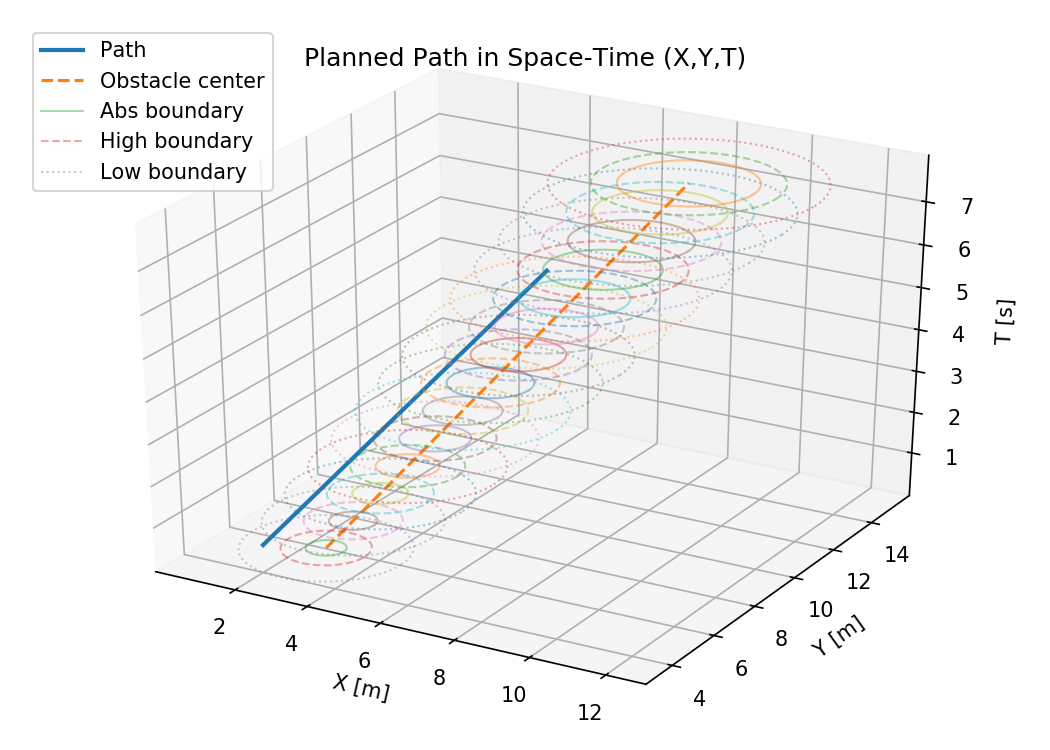 Planned Path in Space-Time (X,Y,T)
Path
Obstacle center
Abs boundary
High boundary
Low boundary
7
6
5
4
3
2
1
T [s]
14
12
10
8
6
4
Y [m]
2
4
6
8
10
12
X [m]